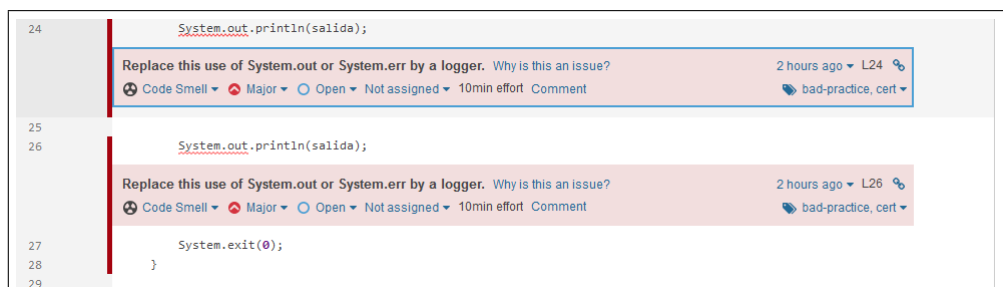 24 System.out.println(salida);
Replace this use of System.out or System.err by a logger. Why is this an issue? 2 hours ago L24
Code Smell Major Open Not assigned 10min effort Comment bad-practice, cert
25
26 System.out.println(salida);
Replace this use of System.out or System.err by a logger. Why is this an issue? 2 hours ago L26
Code Smell Major Open Not assigned 10min effort Comment bad-practice, cert
27 System.exit(0);
28 }
29